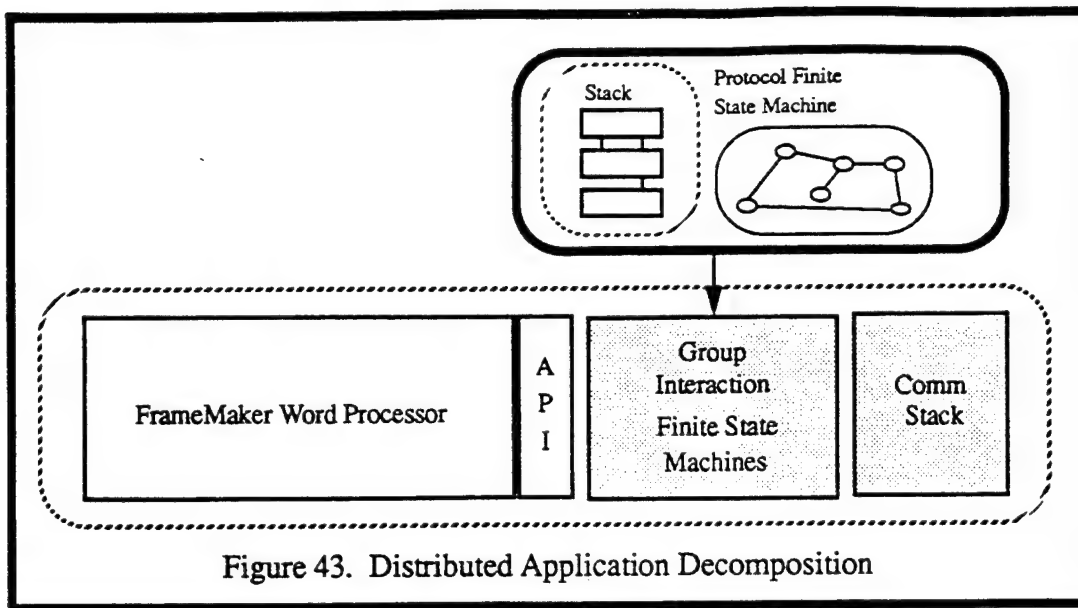 Stack
Protocol Finite
State Machine
FrameMaker Word Processor
A
P
I
Group
Interaction
Finite State
Machines
Comm
Stack
Figure 43. Distributed Application Decomposition